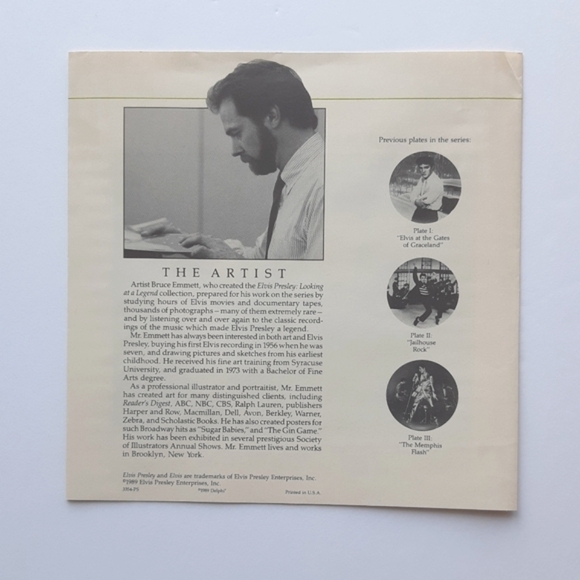 THE ARTIST
Artist Bruce Emmett, who created the Elvis Presley: Looking
at a Legend collection, prepared for his work on the series by
studying hours of Elvis movies and documentary tapes,
thousands of photographs – many of them extremely rare –
and by listening over and over again to the classic record-
ings of the music which made Elvis Presley a legend.
Mr. Emmett has always been interested in both art and Elvis
Presley, buying his first Elvis recording in 1956 when he was
seven, and drawing pictures and sketches from his earliest
childhood. He received his fine art training from Syracuse
University, and graduated in 1973 with a Bachelor of Fine
Arts degree.
As a professional illustrator and portraitist, Mr. Emmett
has created art for many distinguished clients, including
Reader's Digest, ABC, NBC, CBS, Ralph Lauren, publishers
Harper and Row, Macmillan, Dell, Avon, Berkley, Warner,
Zebra, and Scholastic Books. He has also created posters for
such Broadway hits as "Sugar Babies," and "The Gin Game."
His work has been exhibited in several prestigious Society
of Illustrators Annual Shows. Mr. Emmett lives and works
in Brooklyn, New York.
Elvis Presley and Elvis are trademarks of Elvis Presley Enterprises, Inc.
©1989 Elvis Presley Enterprises, Inc.
©1989 Delphi
Printed in U.S.A.
Previous plates in the series:
Plate I:
"Elvis at the Gates
of Graceland"
Plate II:
"Jailhouse
Rock"
Plate III:
"The Memphis
Flash"